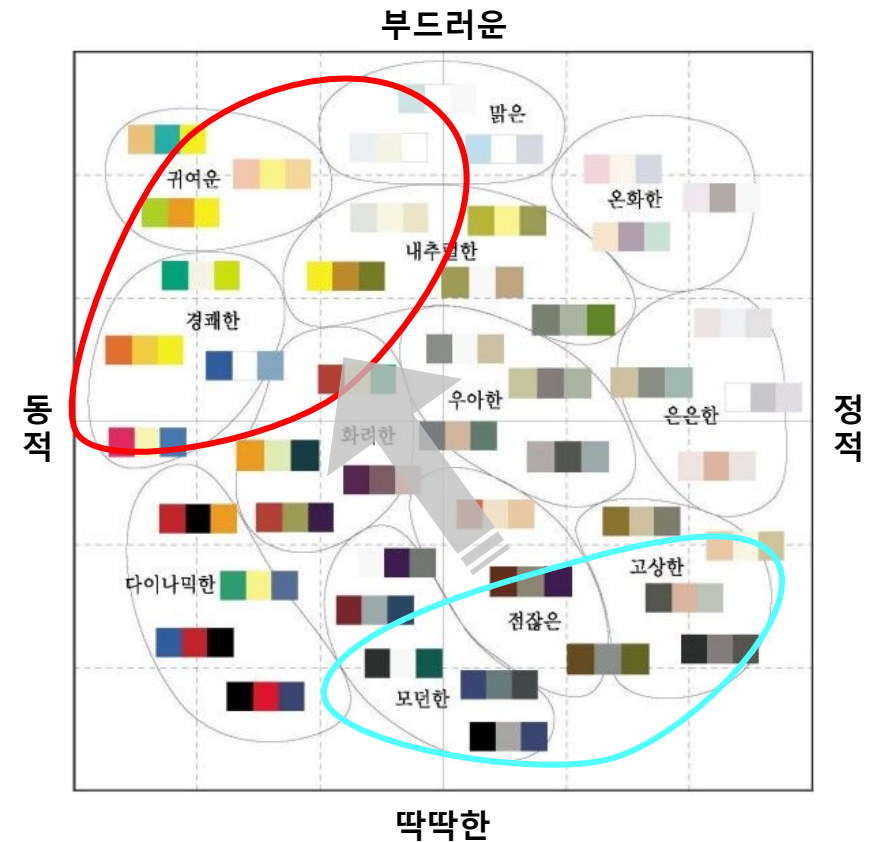 부드러운
맑은
귀여운
온화한
내추럴한
경쾌한
동적
정적
우아한
은은한
화려한
고상한
다이나믹한
점잖은
모던한
딱딱한